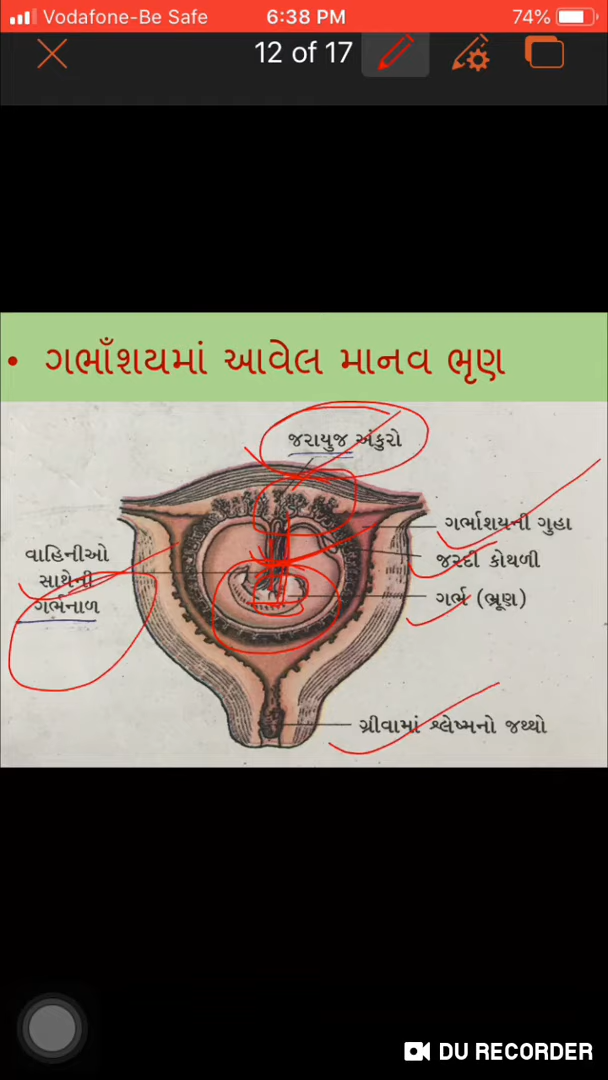 Vodafone-Be Safe
6:38 PM
74%
12 of 17
• ગર્ભાશયમાં આવેલ માનવ ભૃણ
જરાયુજ અંકુરો
ગર્ભાશયની ગુહા
વાહિનીઓ
સાથેની
ગર્ભનાળ
જરદી કોથળી
ગર્ભ (ભ્રૂણ)
ગ્રીવામાં શ્લેષ્મનો જથ્થો
DU RECORDER